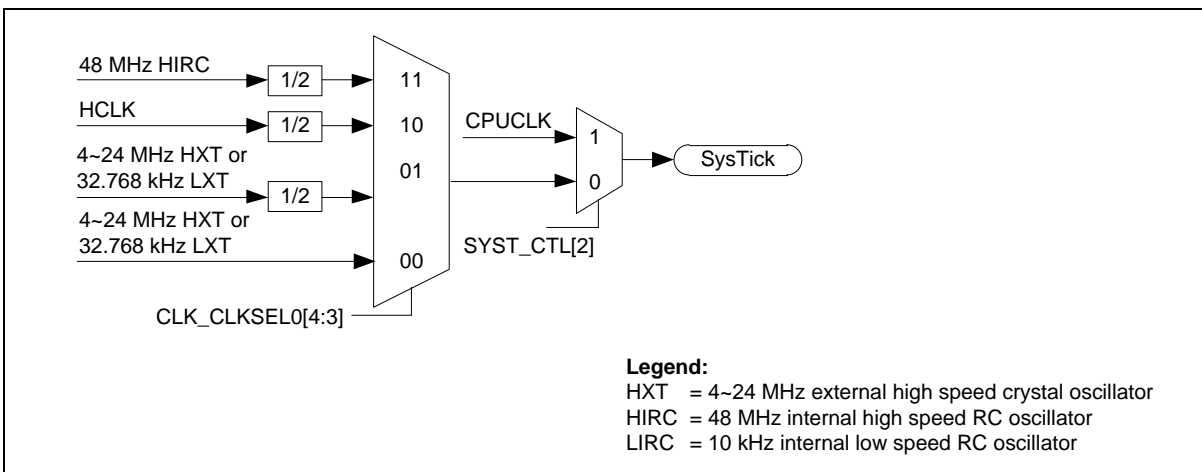 48 MHz HIRC
1/2
11
HCLK
1/2
10
4~24 MHz HXT or
32.768 kHz LXT
1/2
01
4~24 MHz HXT or
32.768 kHz LXT
00
CLK_CLKSEL0[4:3]
CPUCLK
1
0
SYST_CTL[2]
SysTick
Legend:
HXT = 4~24 MHz external high speed crystal oscillator
HIRC = 48 MHz internal high speed RC oscillator
LIRC = 10 kHz internal low speed RC oscillator